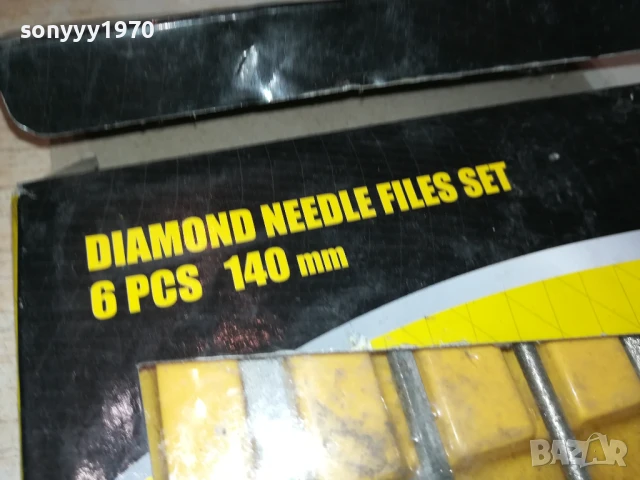 sonyyy1970
DIAMOND NEEDLE FILES SET
6 PCS 140 mm
BAZAR